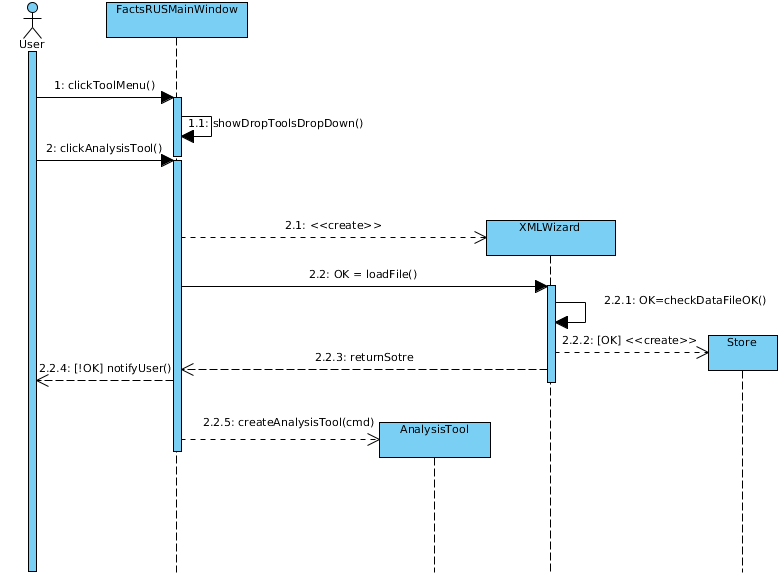 FactsRUSMainWindow
User
1: clickToolMenu()
1.1: showDropToolsDropDown()
2: clickAnalysisTool()
2.1: <<create>>
XMLWizard
2.2: OK = loadFile()
2.2.1: OK=checkDataFileOK()
2.2.2: [OK] <<create>>
Store
2.2.3: returnSotre
2.2.4: [!OK] notifyUser()
2.2.5: createAnalysisTool(cmd)
AnalysisTool